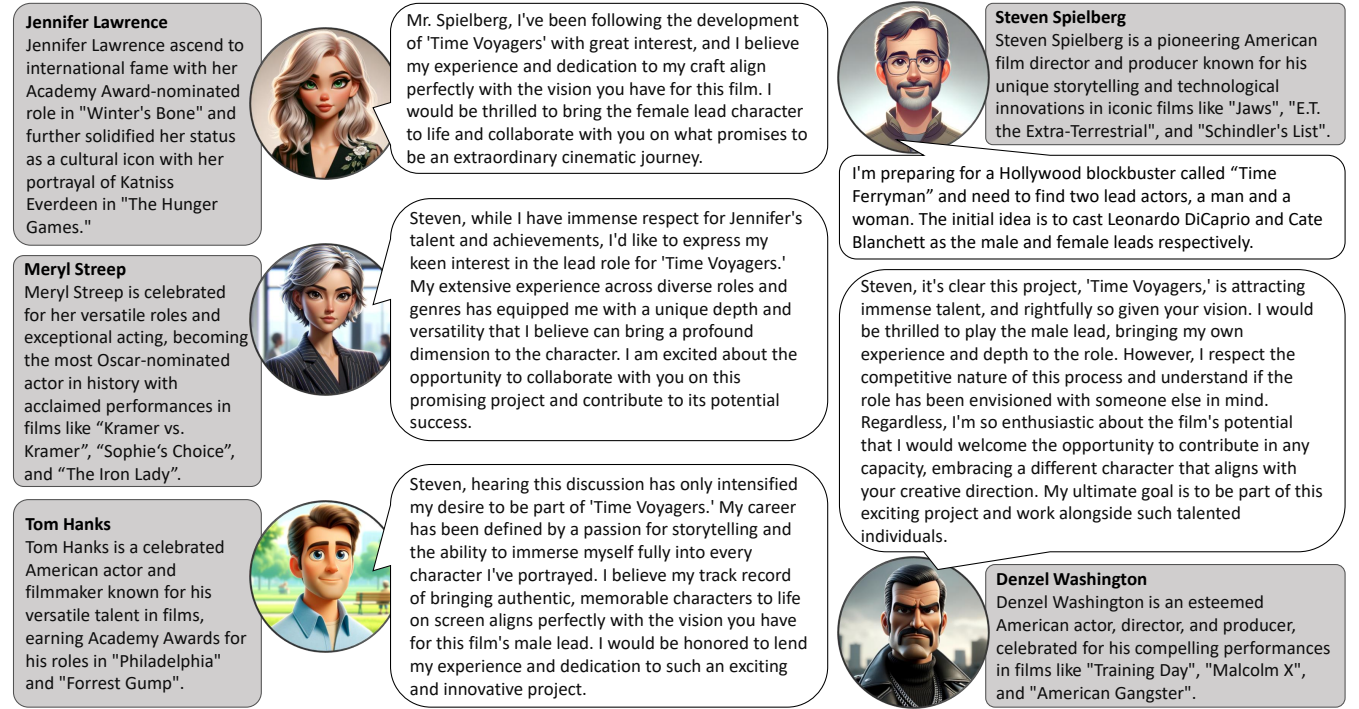 Jennifer Lawrence
Jennifer Lawrence ascend to
international fame with her
Academy Award-nominated
role in "Winter's Bone" and
further solidified her status
as a cultural icon with her
portrayal of Katniss
Everdeen in "The Hunger
Games."
Mr. Spielberg, I've been following the development
of 'Time Voyagers' with great interest, and I believe
my experience and dedication to my craft align
perfectly with the vision you have for this film. I
would be thrilled to bring the female lead character
to life and collaborate with you on what promises to
be an extraordinary cinematic journey.
Meryl Streep
Meryl Streep is celebrated
for her versatile roles and
exceptional acting, becoming
the most Oscar-nominated
actor in history with
acclaimed performances in
films like “Kramer vs.
Kramer”, “Sophie‘s Choice”,
and “The Iron Lady”.
Steven, while I have immense respect for Jennifer's
talent and achievements, I'd like to express my
keen interest in the lead role for 'Time Voyagers.'
My extensive experience across diverse roles and
genres has equipped me with a unique depth and
versatility that I believe can bring a profound
dimension to the character. I am excited about the
opportunity to collaborate with you on this
promising project and contribute to its potential
success.
Tom Hanks
Tom Hanks is a celebrated
American actor and
filmmaker known for his
versatile talent in films,
earning Academy Awards for
his roles in "Philadelphia"
and "Forrest Gump".
Steven, hearing this discussion has only intensified
my desire to be part of 'Time Voyagers.' My career
has been defined by a passion for storytelling and
the ability to immerse myself fully into every
character I've portrayed. I believe my track record
of bringing authentic, memorable characters to life
on screen aligns perfectly with the vision you have
for this film's male lead. I would be honored to lend
my experience and dedication to such an exciting
and innovative project.
Steven Spielberg
Steven Spielberg is a pioneering American
film director and producer known for his
unique storytelling and technological
innovations in iconic films like "Jaws", "E.T.
the Extra-Terrestrial", and "Schindler's List".
I'm preparing for a Hollywood blockbuster called “Time
Ferryman” and need to find two lead actors, a man and a
woman. The initial idea is to cast Leonardo DiCaprio and Cate
Blanchett as the male and female leads respectively.
Steven, it's clear this project, 'Time Voyagers,' is attracting
immense talent, and rightfully so given your vision. I would
be thrilled to play the male lead, bringing my own
experience and depth to the role. However, I respect the
competitive nature of this process and understand if the
role has been envisioned with someone else in mind.
Regardless, I'm so enthusiastic about the film's potential
that I would welcome the opportunity to contribute in any
capacity, embracing a different character that aligns with
your creative direction. My ultimate goal is to be part of this
exciting project and work alongside such talented
individuals.
Denzel Washington
Denzel Washington is an esteemed
American actor, director, and producer,
celebrated for his compelling performances
in films like "Training Day", "Malcolm X",
and "American Gangster".